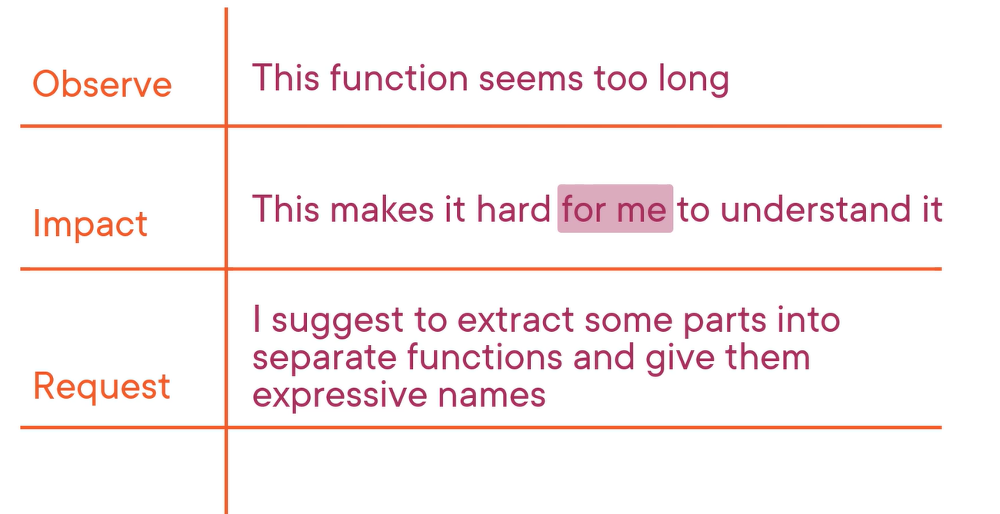 Observe
This function seems too long
Impact
This makes it hard for me to understand it
Request
I suggest to extract some parts into
separate functions and give them
expressive names